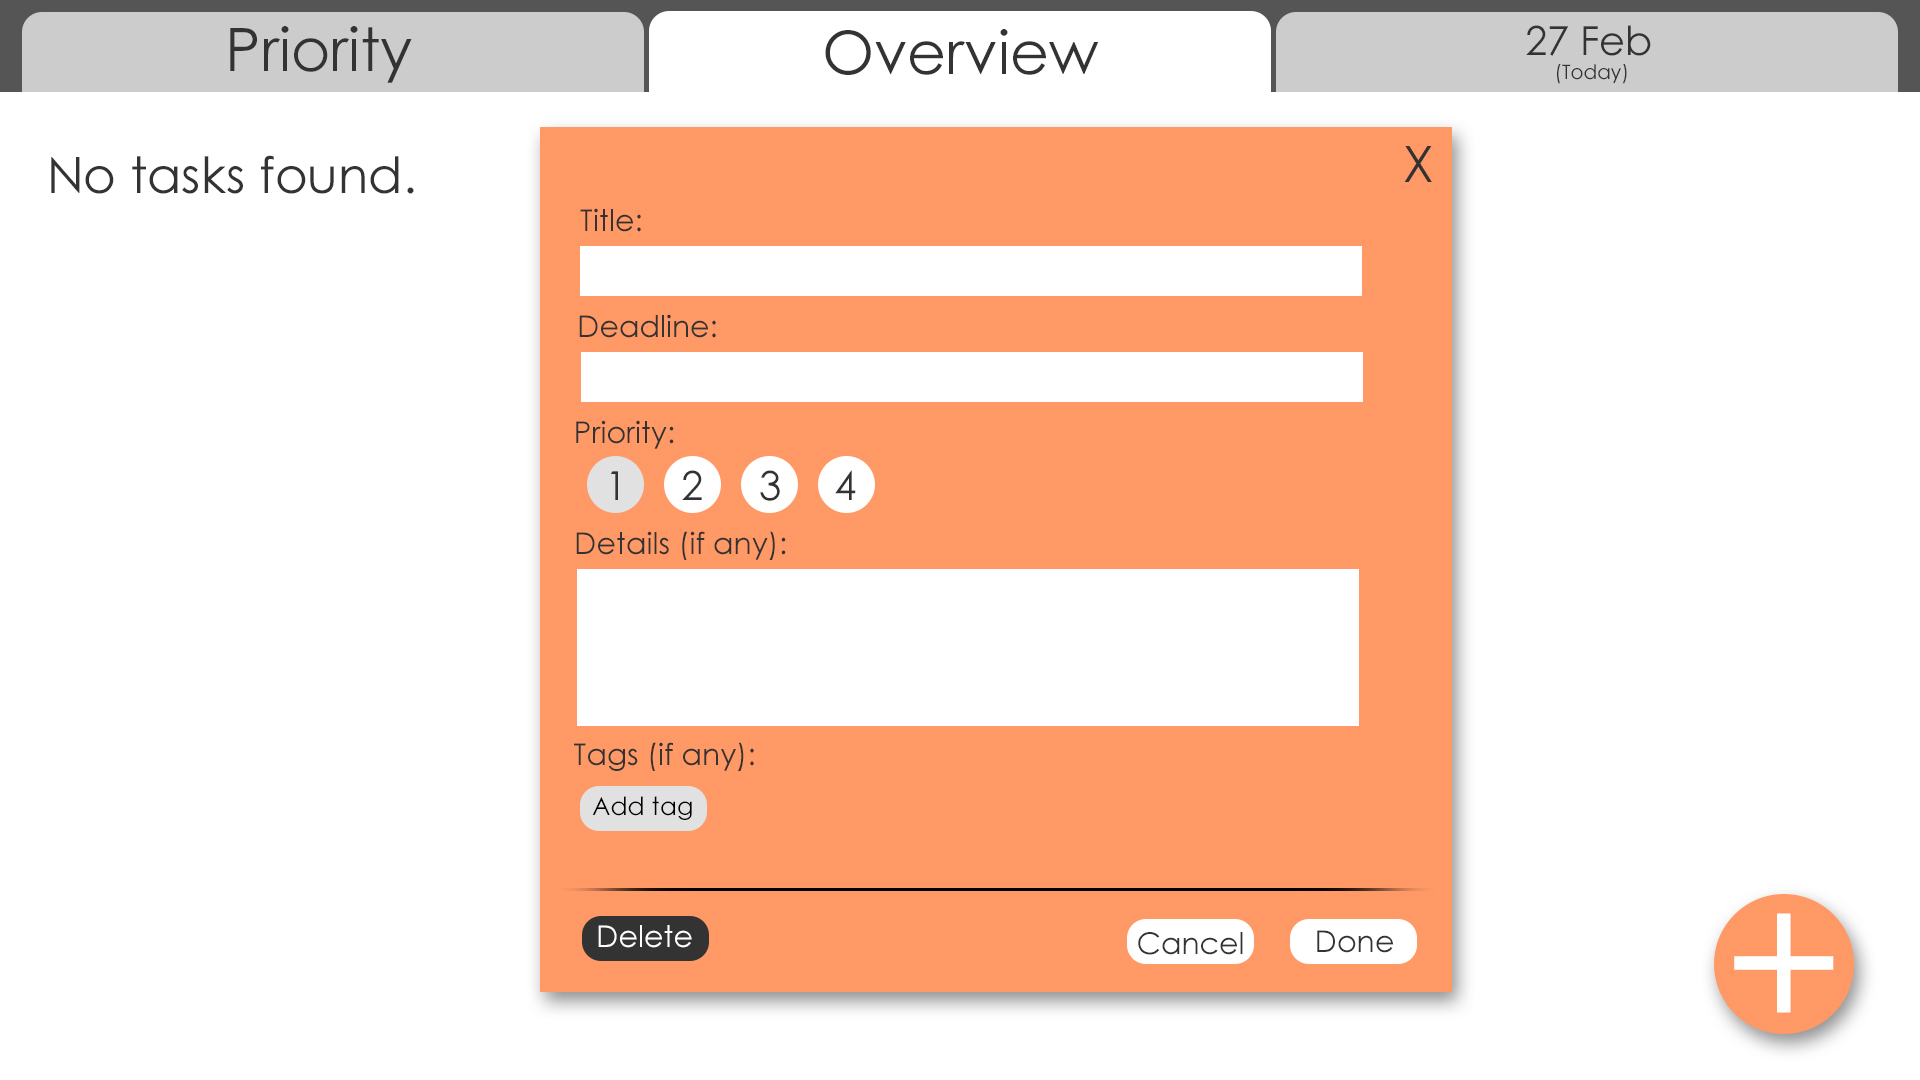 Priority
Overview
27 Feb
(Today)
No tasks found.
X
Title:
Deadline:
Priority:
1 2 3 4
Details (if any):
Tags (if any):
Add tag
Delete
Cancel
Done